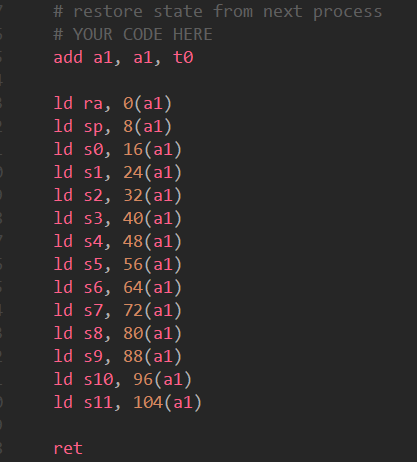 # restore state from next process
# YOUR CODE HERE
add a1, a1, t0
ld ra, 0(a1)
ld sp, 8(a1)
ld s0, 16(a1)
ld s1, 24(a1)
ld s2, 32(a1)
ld s3, 40(a1)
ld s4, 48(a1)
ld s5, 56(a1)
ld s6, 64(a1)
ld s7, 72(a1)
ld s8, 80(a1)
ld s9, 88(a1)
ld s10, 96(a1)
ld s11, 104(a1)
ret